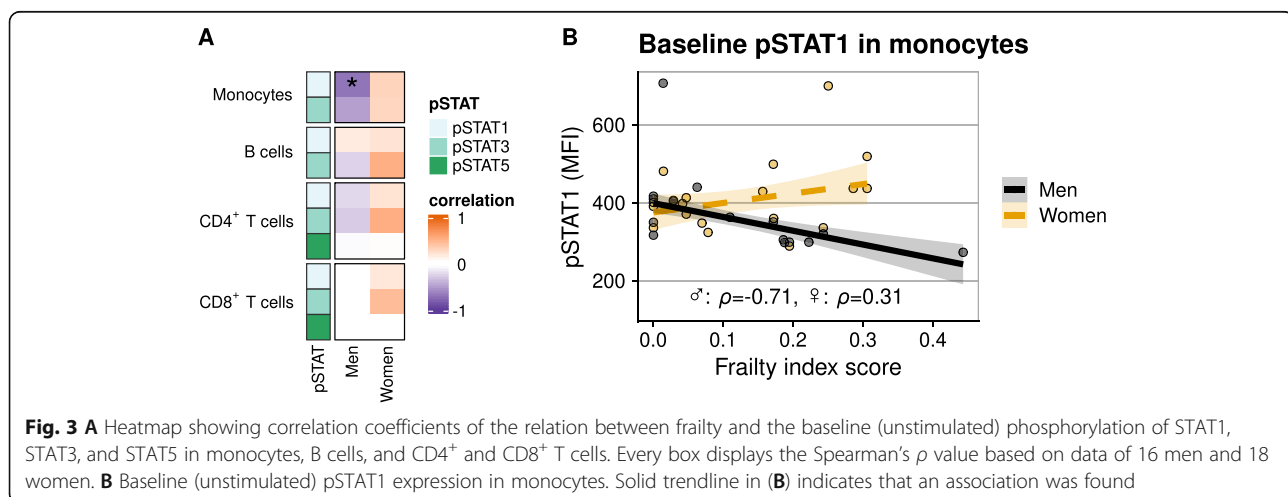 A
Monocytes
*
B cells
CD4+ T cells
CD8+ T cells
pSTAT
Men
Women
pSTAT
pSTAT1
pSTAT3
pSTAT5
correlation
1
0
-1
B
Baseline pSTAT1 in monocytes
pSTAT1 (MFI)
600
400
200
♂: ρ=-0.71, ♀: ρ=0.31
0.0 0.1 0.2 0.3 0.4
Frailty index score
Men
Women
Fig. 3 A Heatmap showing correlation coefficients of the relation between frailty and the baseline (unstimulated) phosphorylation of STAT1,
STAT3, and STAT5 in monocytes, B cells, and CD4+ and CD8+ T cells. Every box displays the Spearman's ρ value based on data of 16 men and 18
women. B Baseline (unstimulated) pSTAT1 expression in monocytes. Solid trendline in (B) indicates that an association was found